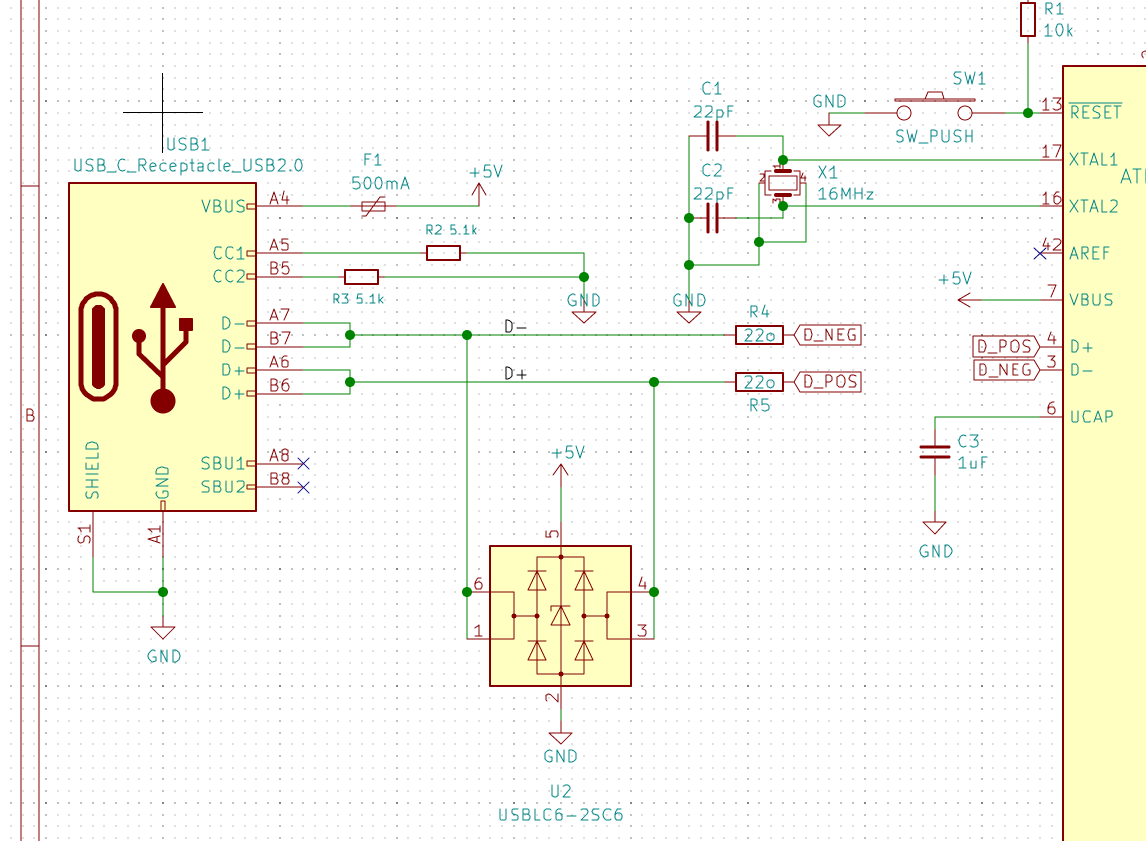 R1
10k
SW1
C1
22pF
GND
13
RESET
SW_PUSH
USB1
USB_C_Receptacle_USB2.0
F1
500mA
+5V
C2
22pF
1
2
4
3
X1
16MHz
17
XTAL1
AT
16
XTAL2
VBUS
A4
R2 5.1k
CC1
A5
CC2
B5
R3 5.1k
GND
GND
42
AREF
+5V
7
VBUS
D-
A7
D-
B7
D+
A6
D+
B6
D-
R4
22o
D_NEG
D+
22o
D_POS
R5
D_POS
4
D+
D_NEG
3
D-
6
UCAP
C3
1uF
GND
B
SHIELD
GND
SBU1
A8
SBU2
B8
S1
A1
GND
+5V
5
6
4
1
3
2
GND
U2
USBLC6-2SC6